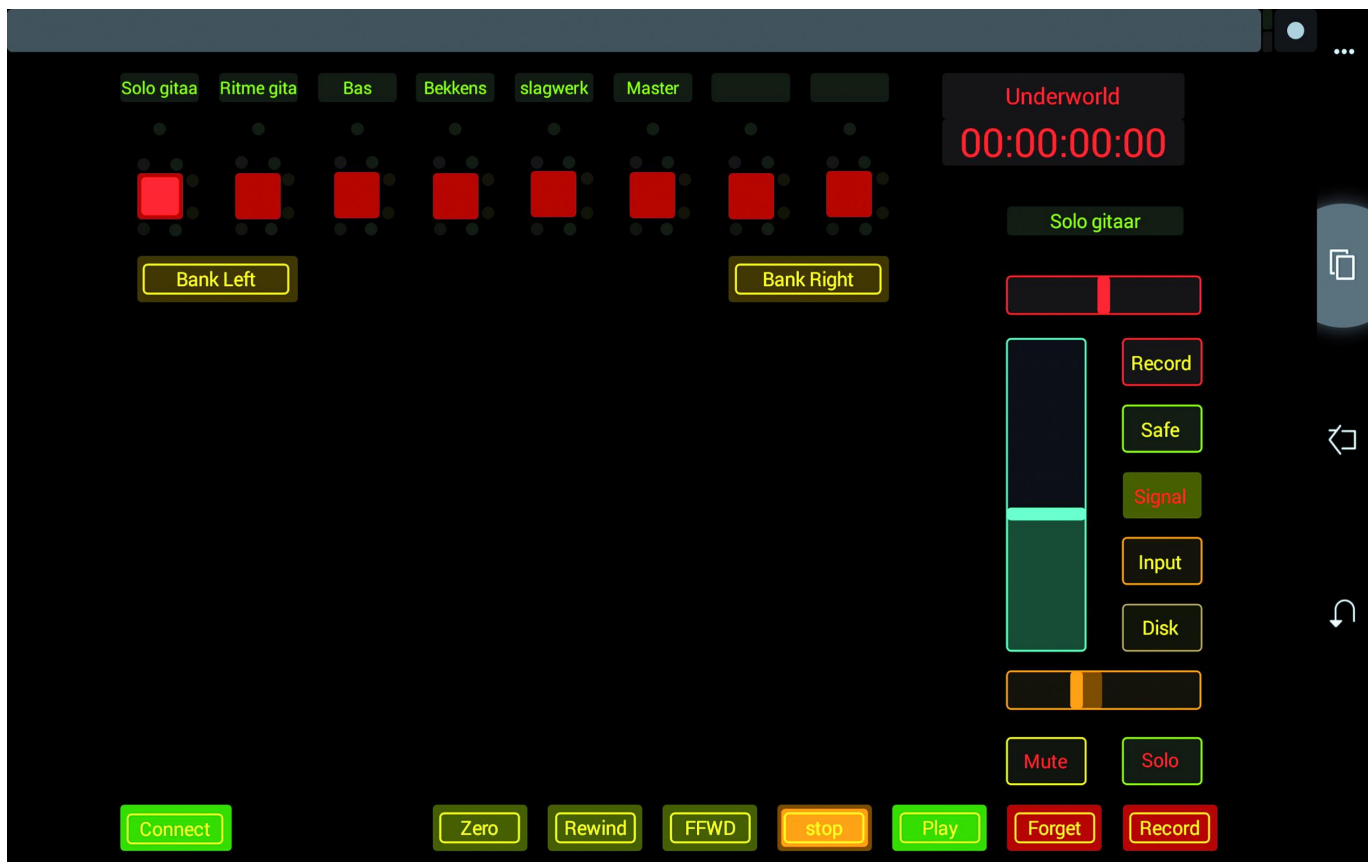 Solo gitaa Ritme gita Bas Bekkens slagwerk Master
Underworld
00:00:00:00
Solo gitaar
Bank Left
Bank Right
Record
Safe
Signal
Input
Disk
Mute Solo
Connect Zero Rewind FFWD stop Play Forget Record